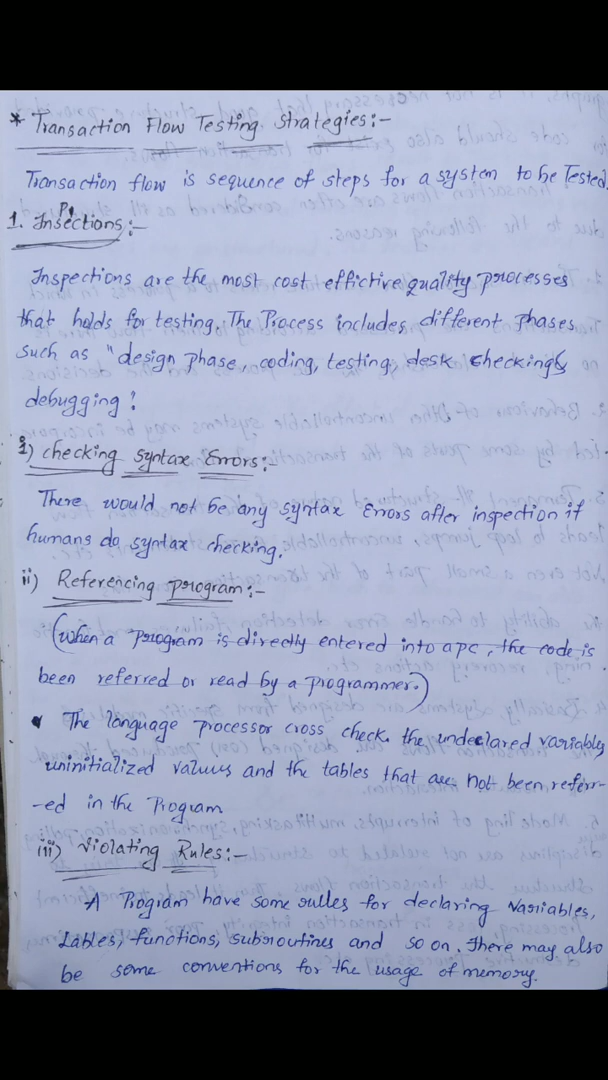 * Transaction Flow Testing Strategies:-
Transaction flow is sequence of steps for a system to be Tested.
1. Inspections:-
Inspections are the most cost effictive quality processes
that holds for testing. The Process includes different Phases
Such as "design phase, coding, testing, desk checking &
debugging!
i) checking syntax Errors:-
There would not be any syntax Errors after inspection if
humans do syntax checking.
ii) Referencing program:-
(when a program is directly entered into a pc, the code is
been referred or read by a programmer.)
The language processor cross check the undeclared variables
uninitialized values and the tables that are not been referr-
-ed in the Program
iii) Violating Rules:-
A Program have some rulles for declaring Variables,
Lables, functions, subroutines and so on. There may also
be some conventions for the usage of memory.